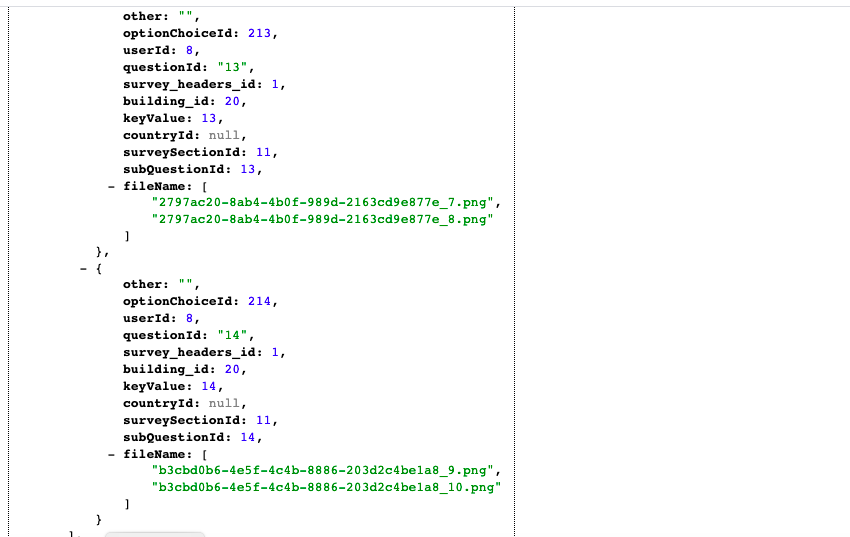 other: "",
optionChoiceId: 213,
userId: 8,
questionId: "13",
survey_headers_id: 1,
building_id: 20,
keyValue: 13,
countryId: null,
surveySectionId: 11,
subQuestionId: 13,
- fileName: [
"2797ac20-8ab4-4b0f-989d-2163cd9e877e_7.png",
"2797ac20-8ab4-4b0f-989d-2163cd9e877e_8.png"
]
},
- {
other: "",
optionChoiceId: 214,
userId: 8,
questionId: "14",
survey_headers_id: 1,
building_id: 20,
keyValue: 14,
countryId: null,
surveySectionId: 11,
subQuestionId: 14,
- fileName: [
"b3cbd0b6-4e5f-4c4b-8886-203d2c4be1a8_9.png",
"b3cbd0b6-4e5f-4c4b-8886-203d2c4be1a8_10.png"
]
}
],